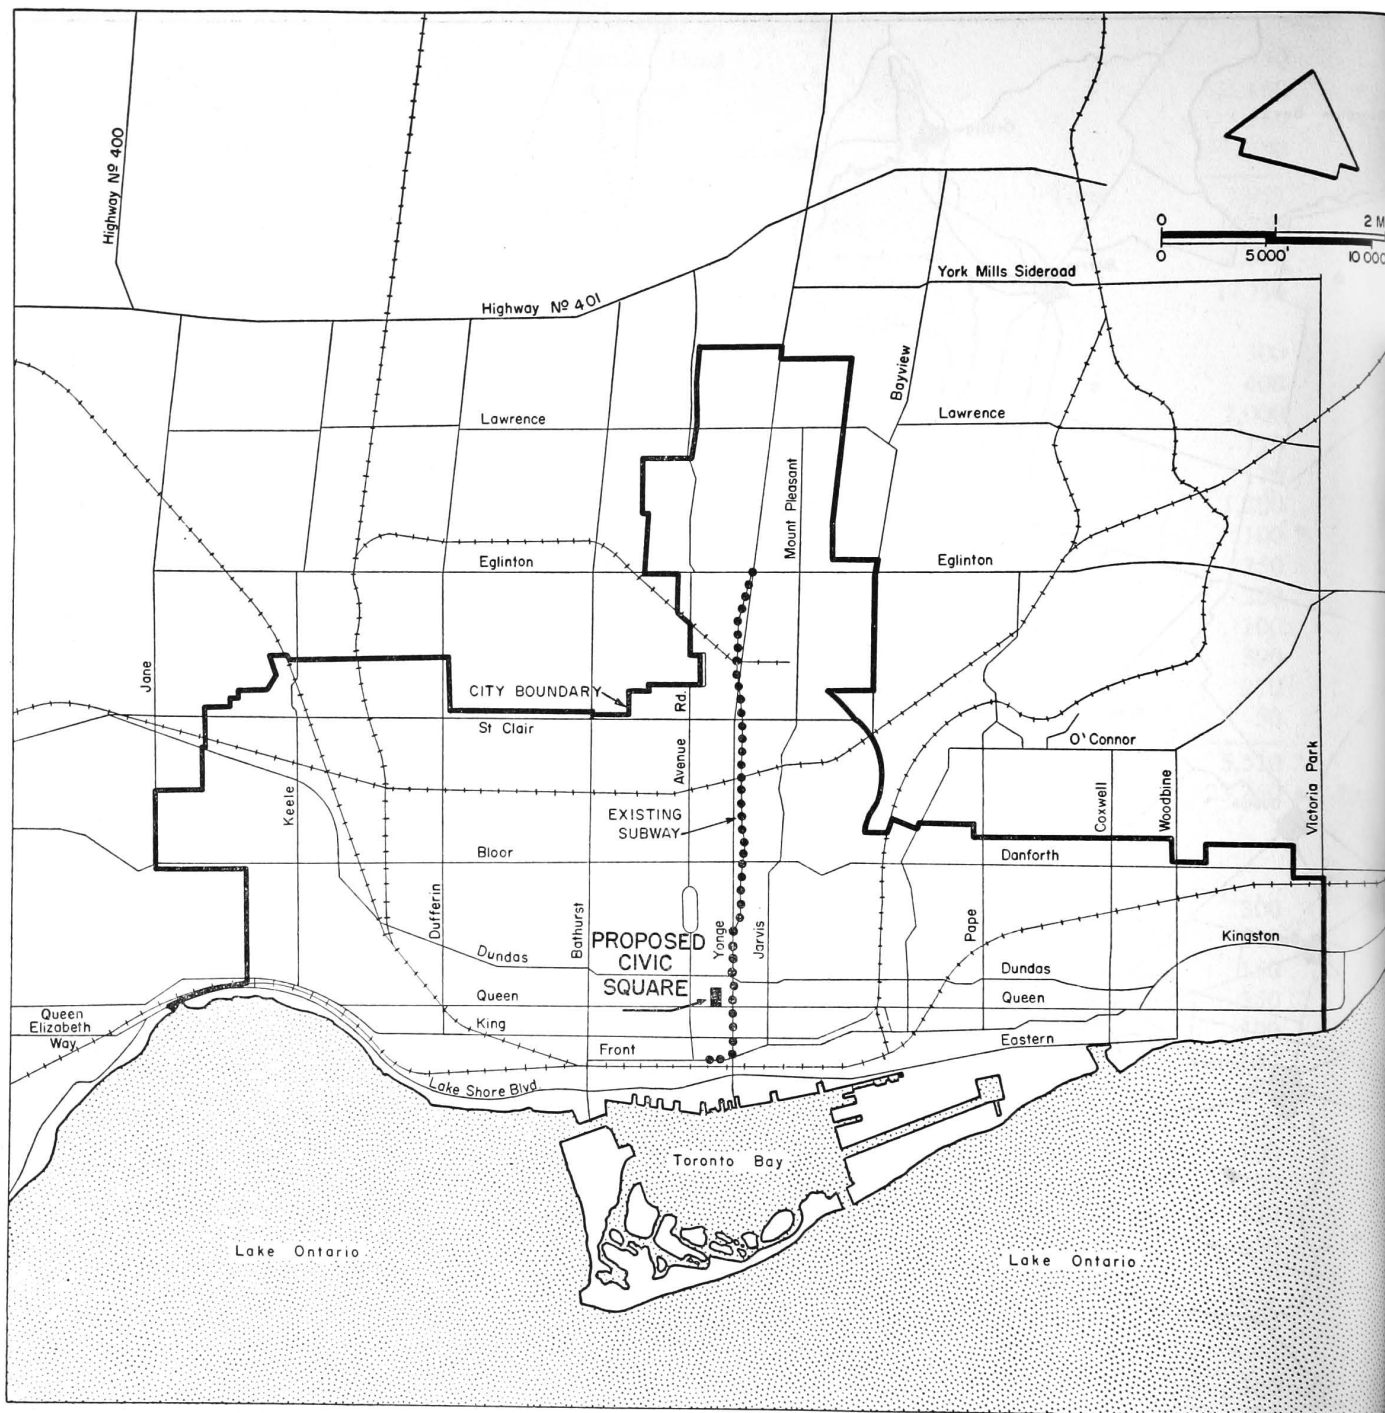 Highway Nº 400
0 1 2 M
0 5000' 10 000
York Mills Sideroad
Highway Nº 401
Bayview
Lawrence
Lawrence
Mount Pleasant
Eglinton
Eglinton
Jane
CITY BOUNDARY
Avenue Rd.
St Clair
O'Connor
Keele
EXISTING
SUBWAY
Coxwell
Woodbine
Victoria Park
Bloor
Danforth
Dufferin
Bathurst
PROPOSED
CIVIC
SQUARE
Yonge
Jarvis
Pape
Kingston
Dundas
Dundas
Queen
Queen
Queen
Elizabeth
Way
King
Front
Eastern
Lake Shore Blvd
Toronto Bay
Lake Ontario
Lake Ontario